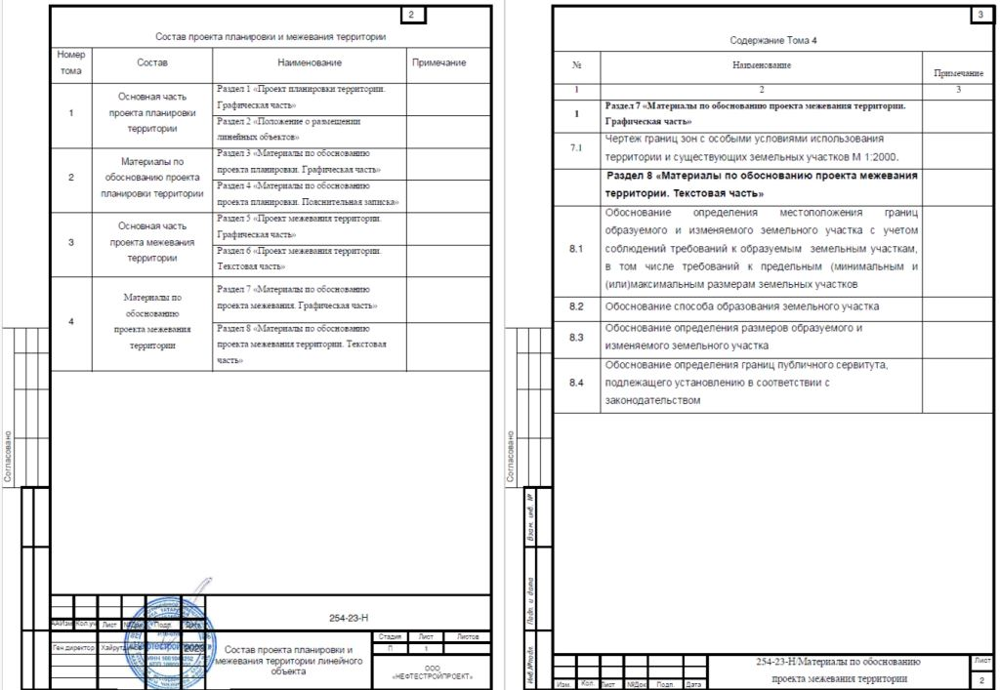 2
Состав проекта планировки и межевания территории
Номер тома
Состав
Наименование
Примечание
1
Основная часть
проекта планировки
территории
Раздел 1 «Проект планировки территории.
Графическая часть»
Раздел 2 «Положение о размещении
линейных объектов»
2
Материалы по
обоснованию проекта
планировки территории
Раздел 3 «Материалы по обоснованию
проекта планировки. Графическая часть»
Раздел 4 «Материалы по обоснованию
проекта планировки. Пояснительная записка»
3
Основная часть
проекта межевания
территории
Раздел 5 «Проект межевания территории.
Графическая часть»
Раздел 6 «Проект межевания территории.
Текстовая часть»
4
Материалы по
обоснованию
проекта межевания
территории
Раздел 7 «Материалы по обоснованию
проекта межевания. Графическая часть»
Раздел 8 «Материалы по обоснованию
проекта межевания территории. Текстовая
часть»
Согласовано
254-23-Н
Кол.уч
Лист
Подп.
Дата
Ген.директор
2023
Состав проекта планировки и
межевания территории линейного
объекта
Стадия
Лист
Листов
П
1
ООО
«НЕФТЕСТРОЙПРОЕКТ»
3
Содержание Тома 4
№
Наименование
Примечание
1
2
3
1
Раздел 7 «Материалы по обоснованию проекта межевания территории.
Графическая часть»
7.1
Чертеж границ зон с особыми условиями использования
территории и существующих земельных участков М 1:2000.
Раздел 8 «Материалы по обоснованию проекта межевания
территории. Текстовая часть»
8.1
Обоснование определения местоположения границ
образуемого и изменяемого земельного участка с учетом
соблюдений требований к образуемым земельным участкам,
в том числе требований к предельным (минимальным и
(или)максимальным размерам земельных участков
8.2
Обоснование способа образования земельного участка
8.3
Обоснование определения размеров образуемого и
изменяемого земельного участка
8.4
Обоснование определения границ публичного сервитута,
подлежащего установлению в соответствии с
законодательством
Согласовано
Взам. инв. №
Подп. и дата
Инв№подл.
Изм.
Кол.
Лист
№Док
Подп.
Дата
254-23-Н/Материалы по обоснованию
проекта межевания территории
Лист
2